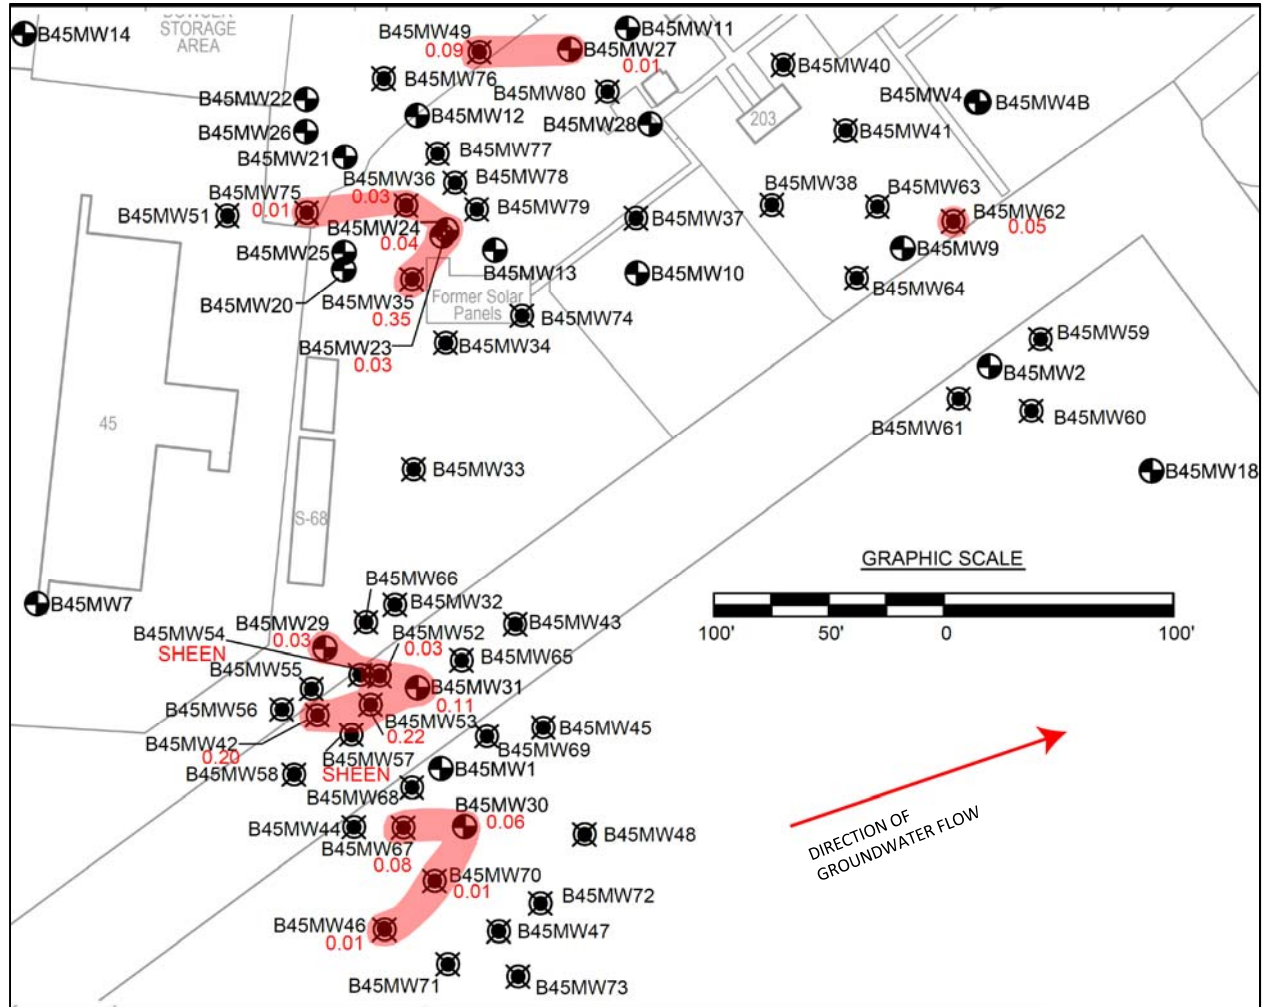 BOWSER
STORAGE
AREA
B45MW14
B45MW49
0.09
B45MW11
B45MW27
0.01
B45MW76
B45MW80
B45MW40
B45MW22
B45MW12
B45MW28
203
B45MW4
B45MW4B
B45MW26
B45MW41
B45MW21
B45MW77
B45MW36
0.03
B45MW78
B45MW75
0.01
B45MW51
B45MW79
B45MW24
0.04
B45MW37
B45MW38
B45MW63
B45MW62
0.05
B45MW25
B45MW13
B45MW9
B45MW20
B45MW10
B45MW64
B45MW35
0.35
Former Solar
Panels
B45MW74
B45MW23
0.03
B45MW34
B45MW59
B45MW2
B45MW61
B45MW60
45
B45MW33
B45MW18
S-68
GRAPHIC SCALE
100'
50'
0
100'
B45MW7
B45MW66
B45MW32
B45MW29
0.03
B45MW54
SHEEN
B45MW52
0.03
B45MW43
B45MW55
B45MW65
B45MW31
0.11
B45MW56
B45MW53
0.22
B45MW45
B45MW42
0.20
B45MW69
B45MW57
SHEEN
B45MW58
B45MW1
B45MW68
B45MW30
0.06
B45MW44
B45MW67
0.08
B45MW48
DIRECTION OF
GROUNDWATER FLOW
B45MW70
0.01
B45MW72
B45MW46
0.01
B45MW47
B45MW71
B45MW73